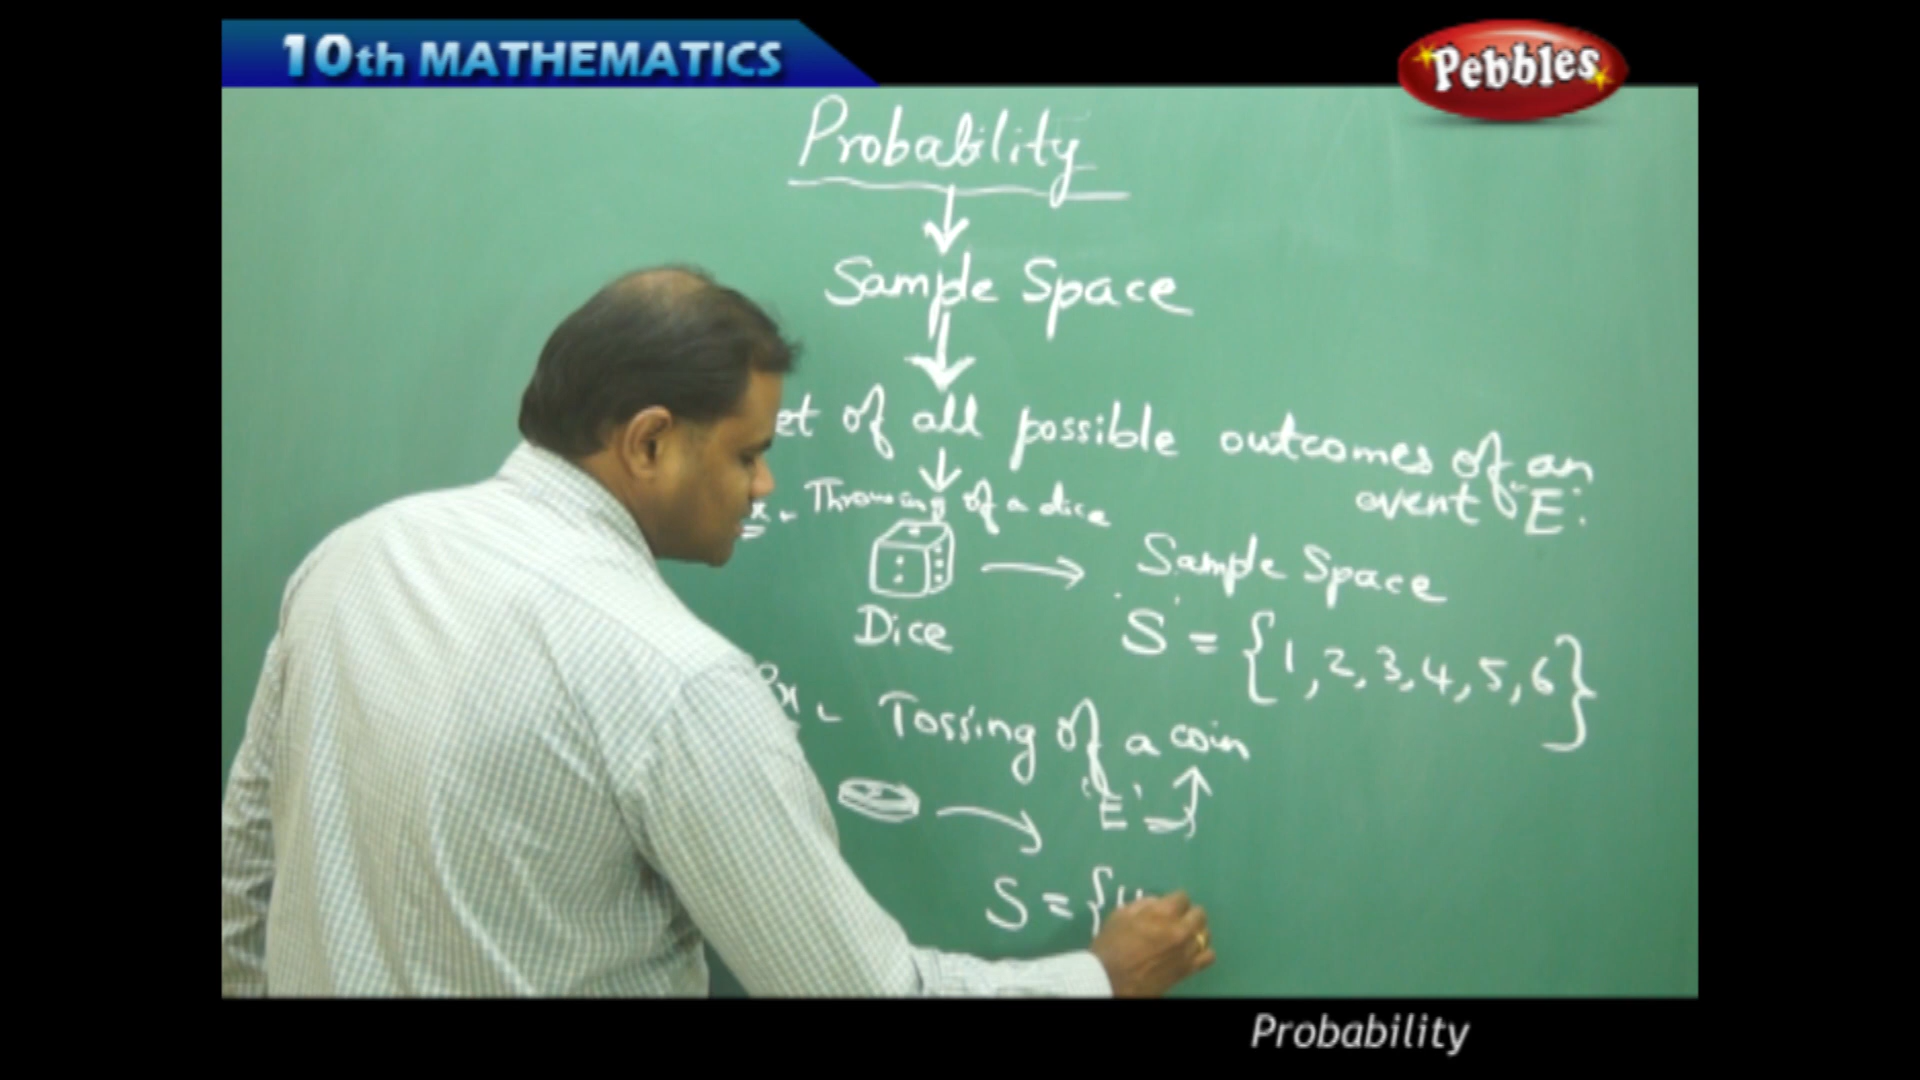 10th MATHEMATICS
Pebbles
Probability
Sample Space
et of all possible outcomes of an
event 'E'.
x. Throwing of a dice
Sample Space
Dice
S = {1,2,3,4,5,6}
Ex - Tossing of a coin
'E'
S = {H
Probability